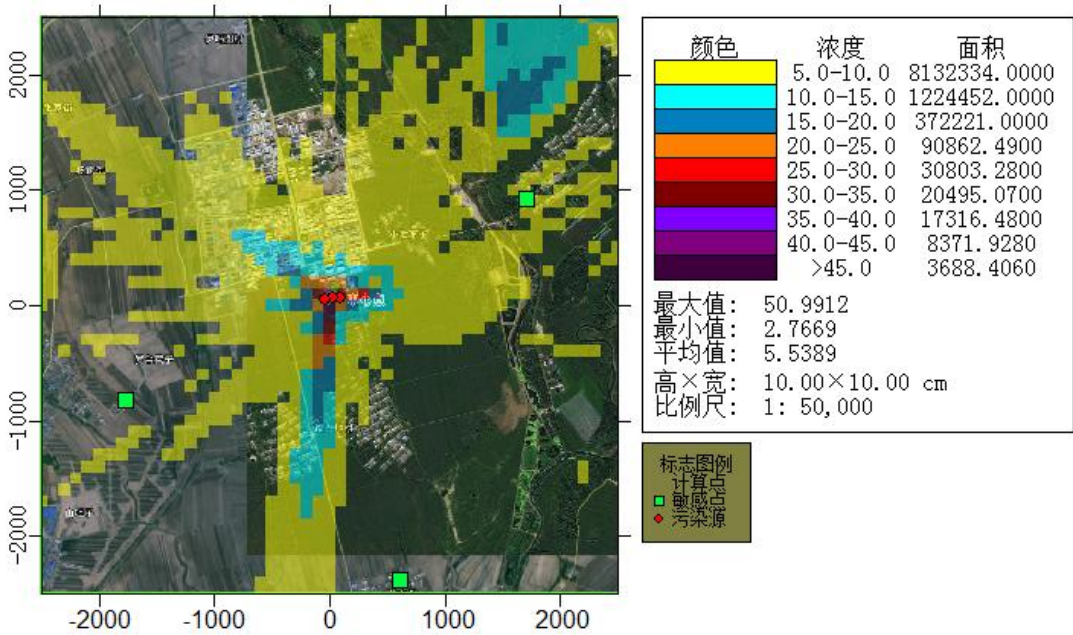 颜色 浓度 面积
5.0-10.0 8132334.0000
10.0-15.0 1224452.0000
15.0-20.0 372221.0000
20.0-25.0 90862.4900
25.0-30.0 30803.2800
30.0-35.0 20495.0700
35.0-40.0 17316.4800
40.0-45.0 8371.9280
>45.0 3688.4060
最大值: 50.9912
最小值: 2.7669
平均值: 5.5389
高×宽: 10.00×10.00 cm
比例尺: 1: 50,000
标志图例
计算点
敏感点
污染源
2000
1000
0
-1000
-2000
-2000 -1000 0 1000 2000